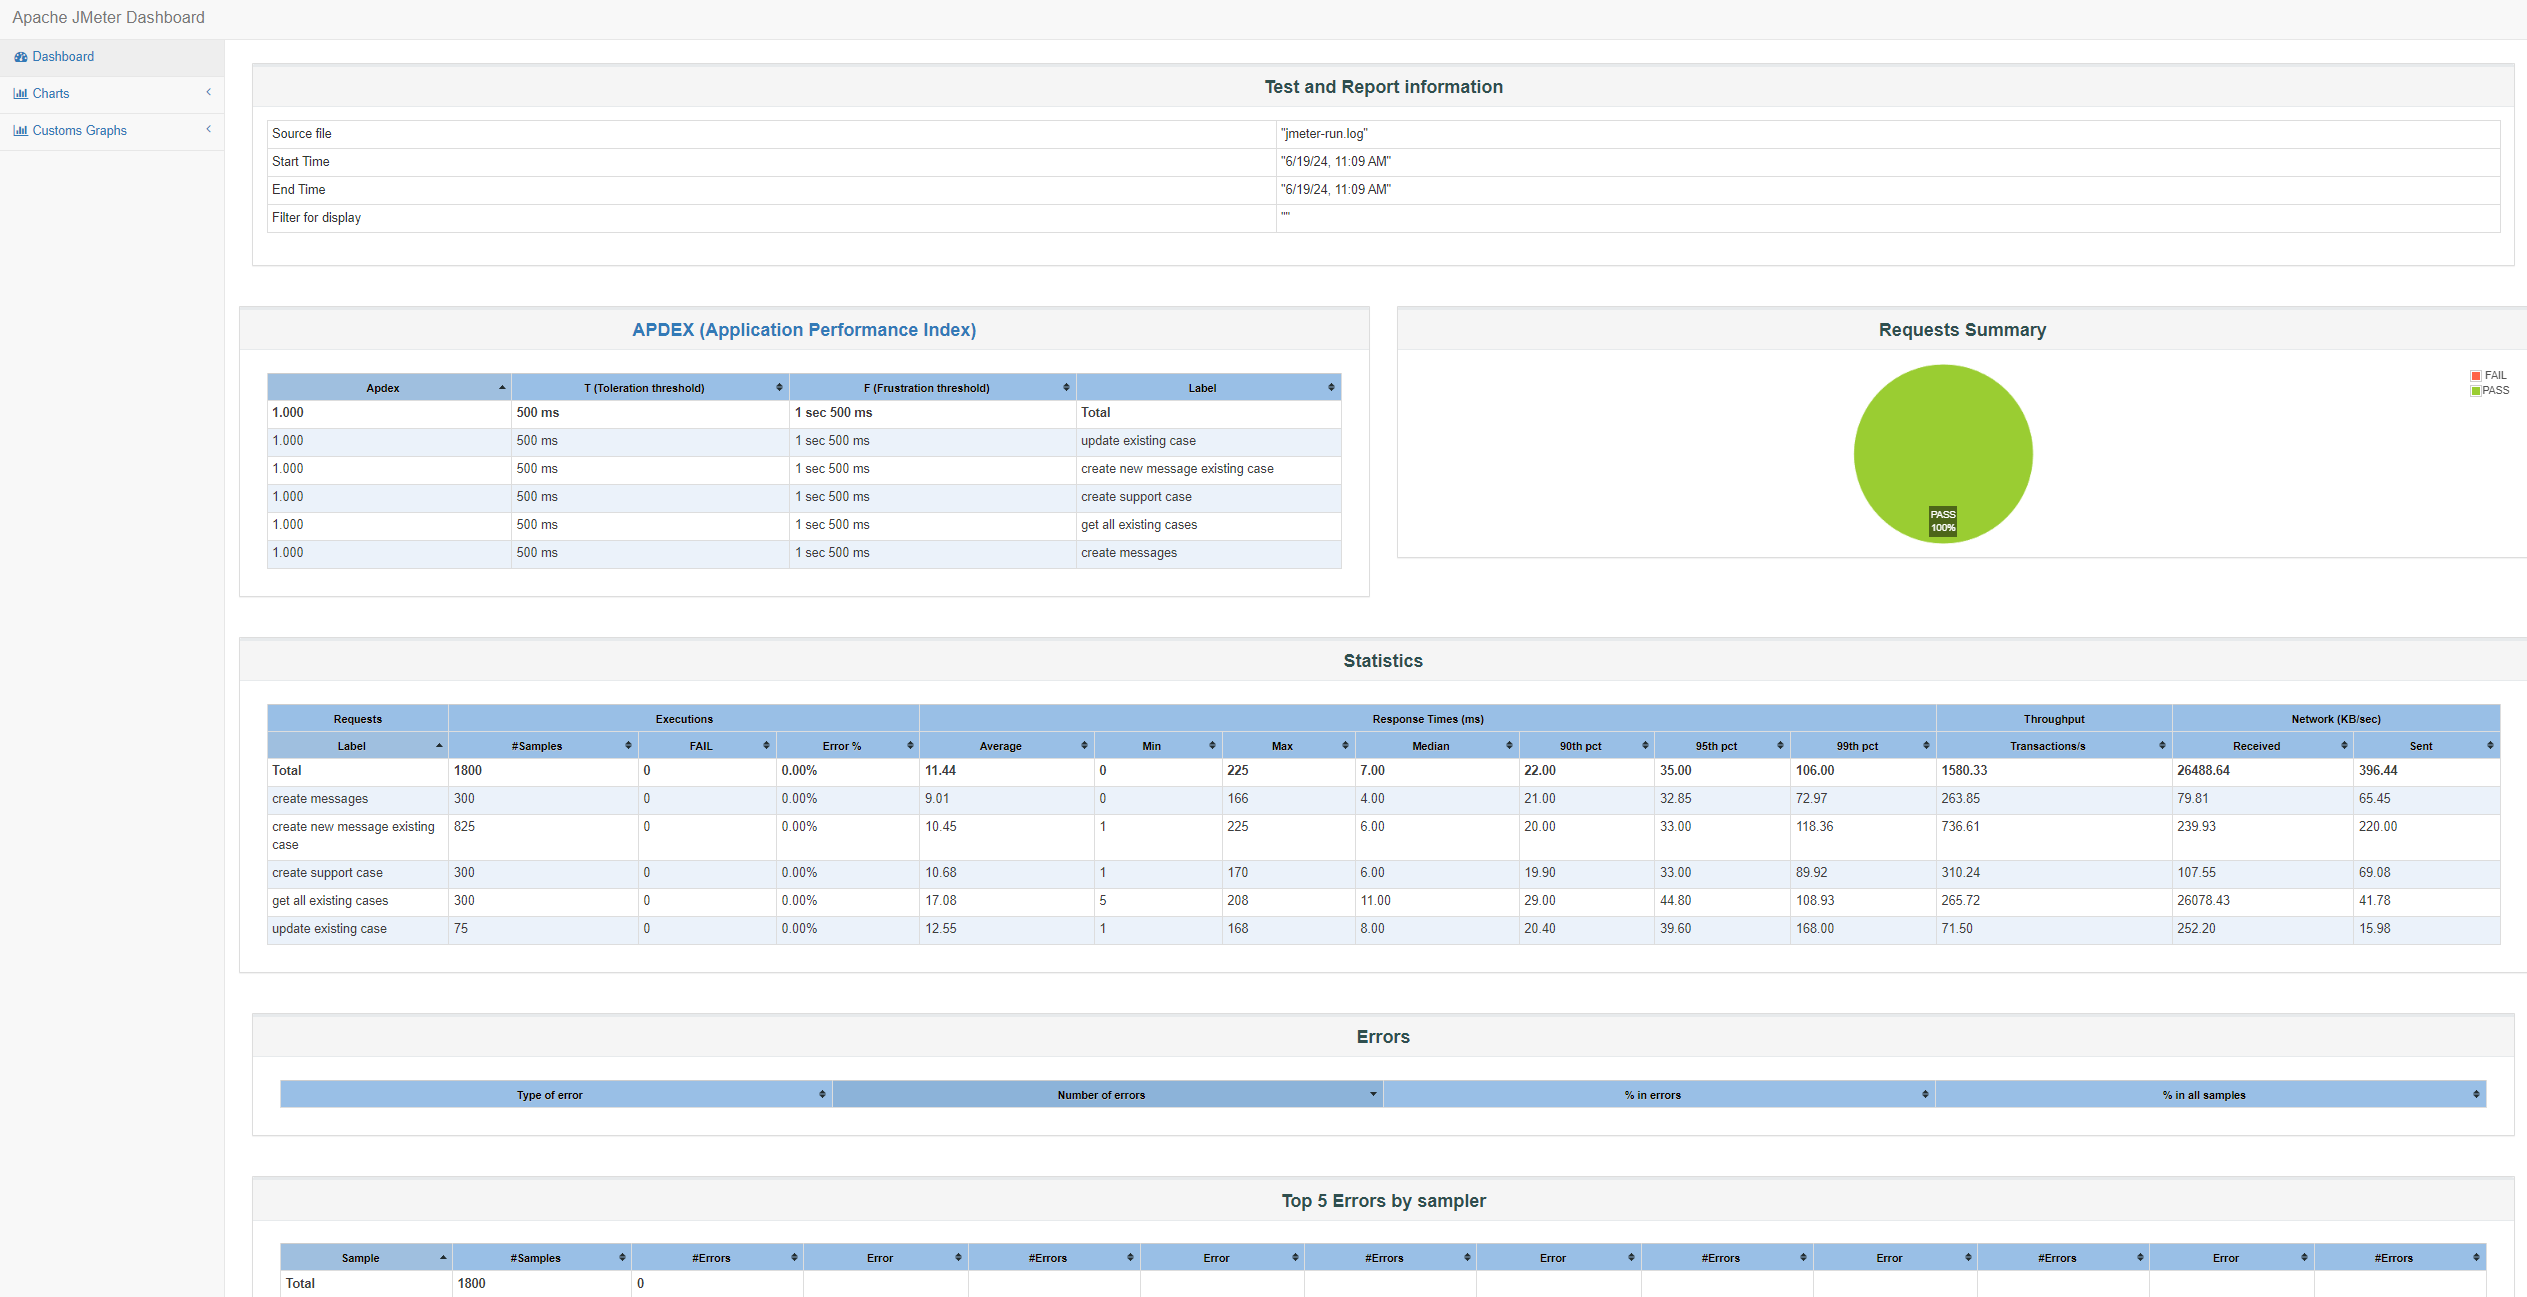 Apache JMeter Dashboard
Dashboard
Charts
Customs Graphs
Test and Report information
Source file "jmeter-run.log"
Start Time "6/19/24, 11:09 AM"
End Time "6/19/24, 11:09 AM"
Filter for display ""
APDEX (Application Performance Index)
Apdex T (Toleration threshold) F (Frustration threshold) Label
1.000 500 ms 1 sec 500 ms Total
1.000 500 ms 1 sec 500 ms update existing case
1.000 500 ms 1 sec 500 ms create new message existing case
1.000 500 ms 1 sec 500 ms create support case
1.000 500 ms 1 sec 500 ms get all existing cases
1.000 500 ms 1 sec 500 ms create messages
Requests Summary
FAIL
PASS
PASS
100%
Statistics
Requests Executions Response Times (ms) Throughput Network (KB/sec)
Label #Samples FAIL Error % Average Min Max Median 90th pct 95th pct 99th pct Transactions/s Received Sent
Total 1800 0 0.00% 11.44 0 225 7.00 22.00 35.00 106.00 1580.33 26488.64 396.44
create messages 300 0 0.00% 9.01 0 166 4.00 21.00 32.85 72.97 263.85 79.81 65.45
create new message existing 825 0 0.00% 10.45 1 225 6.00 20.00 33.00 118.36 736.61 239.93 220.00
case
create support case 300 0 0.00% 10.68 1 170 6.00 19.90 33.00 89.92 310.24 107.55 69.08
get all existing cases 300 0 0.00% 17.08 5 208 11.00 29.00 44.80 108.93 265.72 26078.43 41.78
update existing case 75 0 0.00% 12.55 1 168 8.00 20.40 39.60 168.00 71.50 252.20 15.98
Errors
Type of error Number of errors % in errors % in all samples
Top 5 Errors by sampler
Sample #Samples #Errors Error #Errors Error #Errors Error #Errors Error #Errors Error #Errors
Total 1800 0